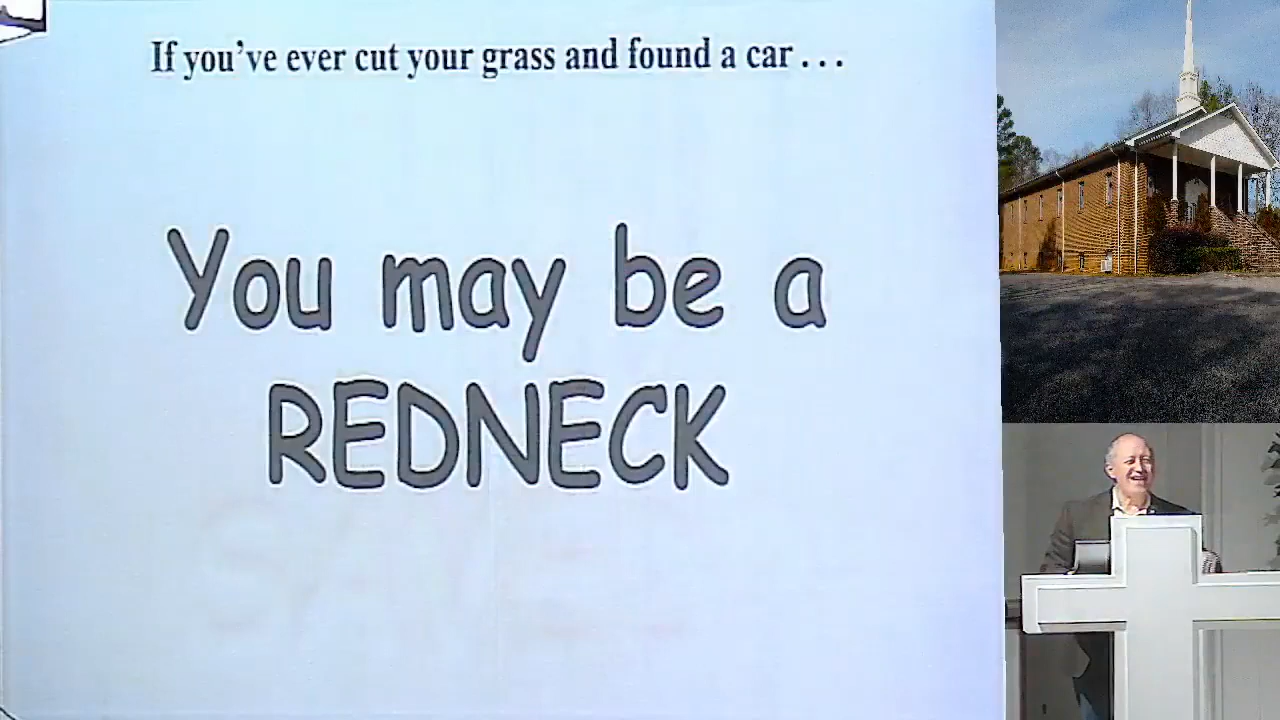 If you've ever cut your grass and found a car . . .
You may be a
REDNECK